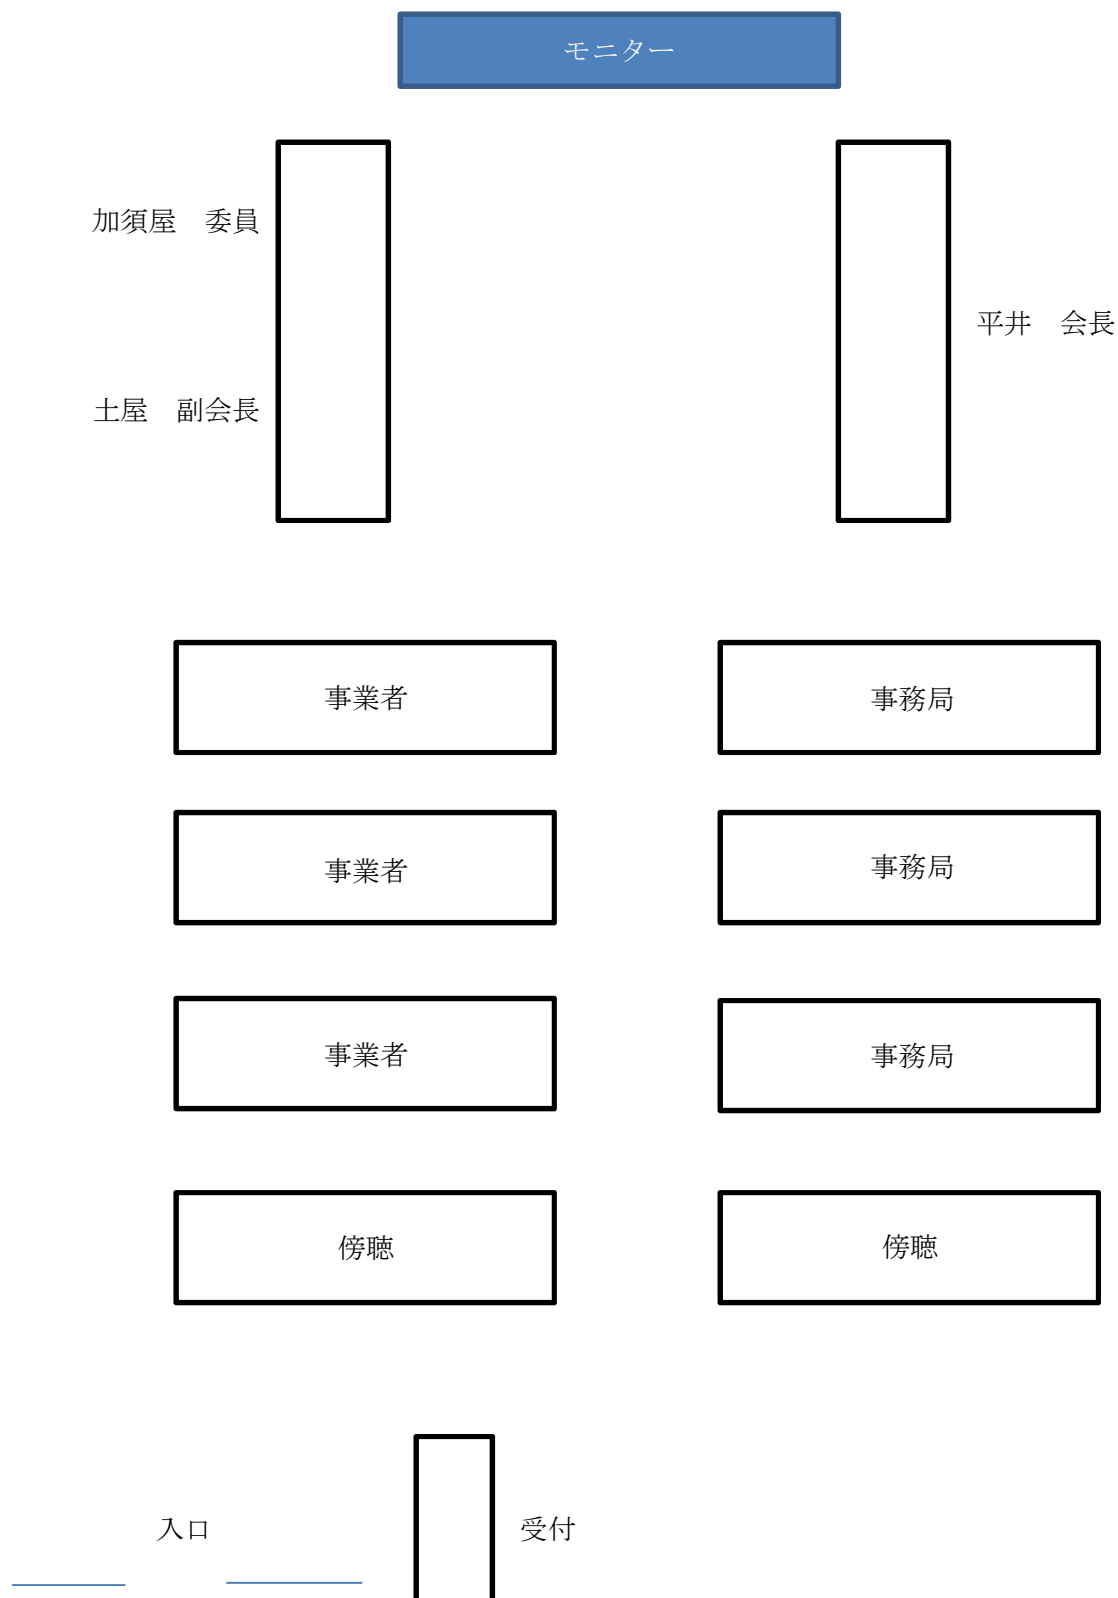 モニター
加須屋　委員
平井　会長
土屋　副会長
事業者
事務局
事業者
事務局
事業者
事務局
傍聴
傍聴
入口
受付